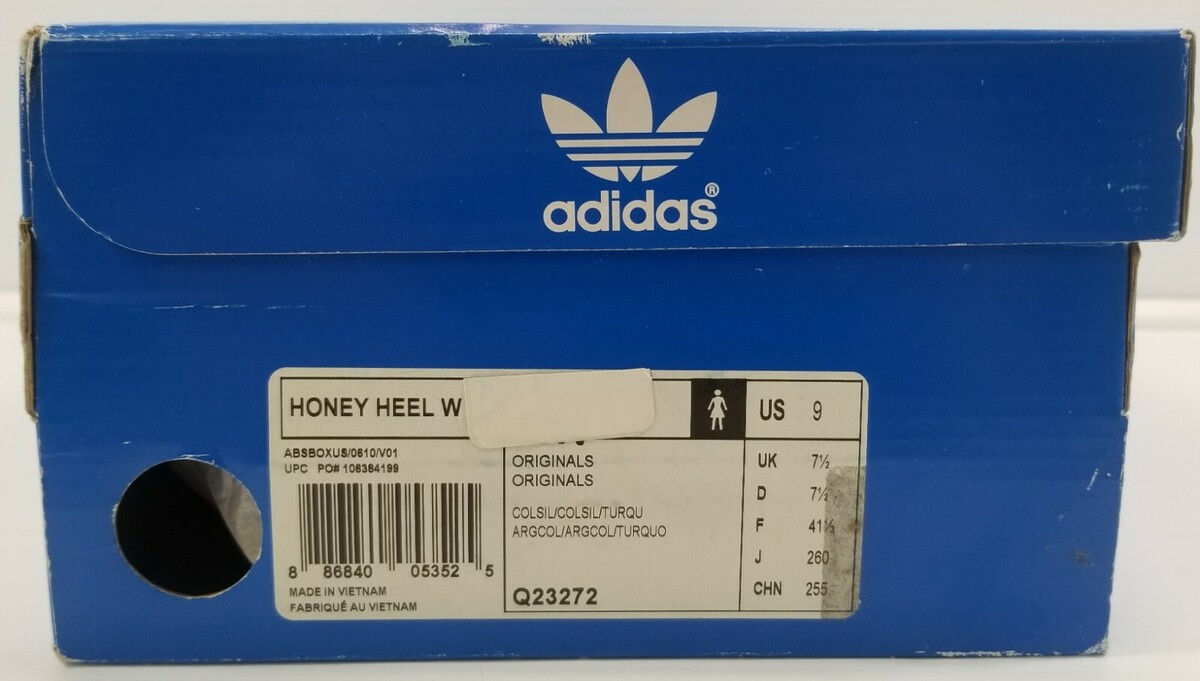 adidas®
HONEY HEEL W
US 9
ABSBOXUS/0610/V01
UPC PO# 106384199
8 86840 05352 5
MADE IN VIETNAM
FABRIQUÉ AU VIETNAM
ORIGINALS
ORIGINALS
COLSIL/COLSIL/TURQU
ARGCOL/ARGCOL/TURQUO
Q23272
UK 7½
D 7½
F 41⅓
J 260
CHN 255